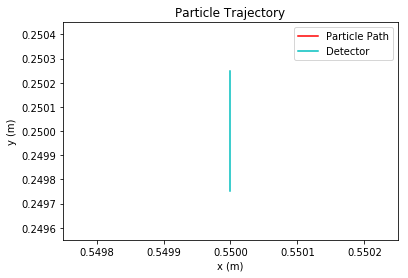 Particle Trajectory
Particle Path
Detector
y (m)
0.2504
0.2503
0.2502
0.2501
0.2500
0.2499
0.2498
0.2497
0.2496
0.5498 0.5499 0.5500 0.5501 0.5502
x (m)